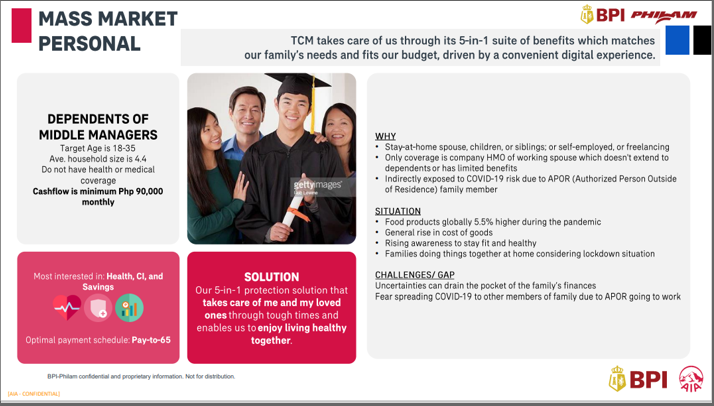 MASS MARKET
PERSONAL
BPI PHILAM
TCM takes care of us through its 5-in-1 suite of benefits which matches
our family's needs and fits our budget, driven by a convenient digital experience.
DEPENDENTS OF
MIDDLE MANAGERS
Target Age is 18-35
Ave. household size is 4.4
Do not have health or medical
coverage
Cashflow is minimum Php 90,000
monthly
gettyimages®
WHY
• Stay-at-home spouse, children, or siblings; or self-employed, or freelancing
• Only coverage is company HMO of working spouse which doesn't extend to
dependents or has limited benefits
• Indirectly exposed to COVID-19 risk due to APOR (Authorized Person Outside
of Residence) family member
SITUATION
• Food products globally 5.5% higher during the pandemic
• General rise in cost of goods
• Rising awareness to stay fit and healthy
• Families doing things together at home considering lockdown situation
CHALLENGES/ GAP
Uncertainties can drain the pocket of the family's finances
Fear spreading COVID-19 to other members of family due to APOR going to work
Most interested in: Health, CI, and
Savings
Optimal payment schedule: Pay-to-65
SOLUTION
Our 5-in-1 protection solution that
takes care of me and my loved
ones through tough times and
enables us to enjoy living healthy
together.
BPI-Philam confidential and proprietary information. Not for distribution.
[AIA - CONFIDENTIAL]
BPI AIA